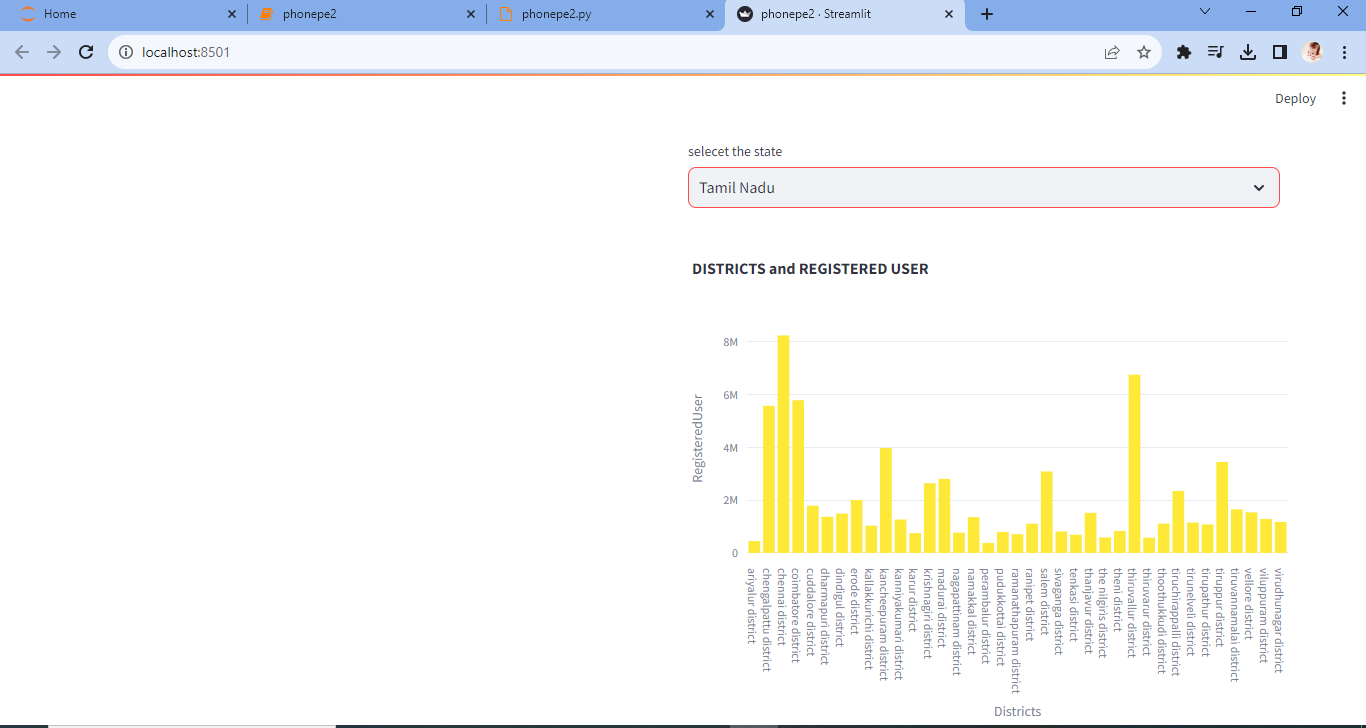 Home
phonepe2
phonepe2.py
phonepe2 · Streamlit
localhost:8501
Deploy
selecet the state
Tamil Nadu
DISTRICTS and REGISTERED USER
RegisteredUser
8M
6M
4M
2M
0
ariyalur district
chengalpattu district
chennai district
coimbatore district
cuddalore district
dharmapuri district
dindigul district
erode district
kallakkurichi district
kancheepuram district
kanniyakumari district
karur district
krishnagiri district
madurai district
nagapattinam district
namakkal district
perambalur district
pudukkottai district
ramanathapuram district
ranipet district
salem district
sivaganga district
tenkasi district
thanjavur district
the nilgiris district
theni district
thiruvallur district
thiruvarur district
thoothukkudi district
tiruchirappalli district
tirunelveli district
tirupathur district
tiruppur district
tiruvannamalai district
vellore district
viluppuram district
virudhunagar district
Districts